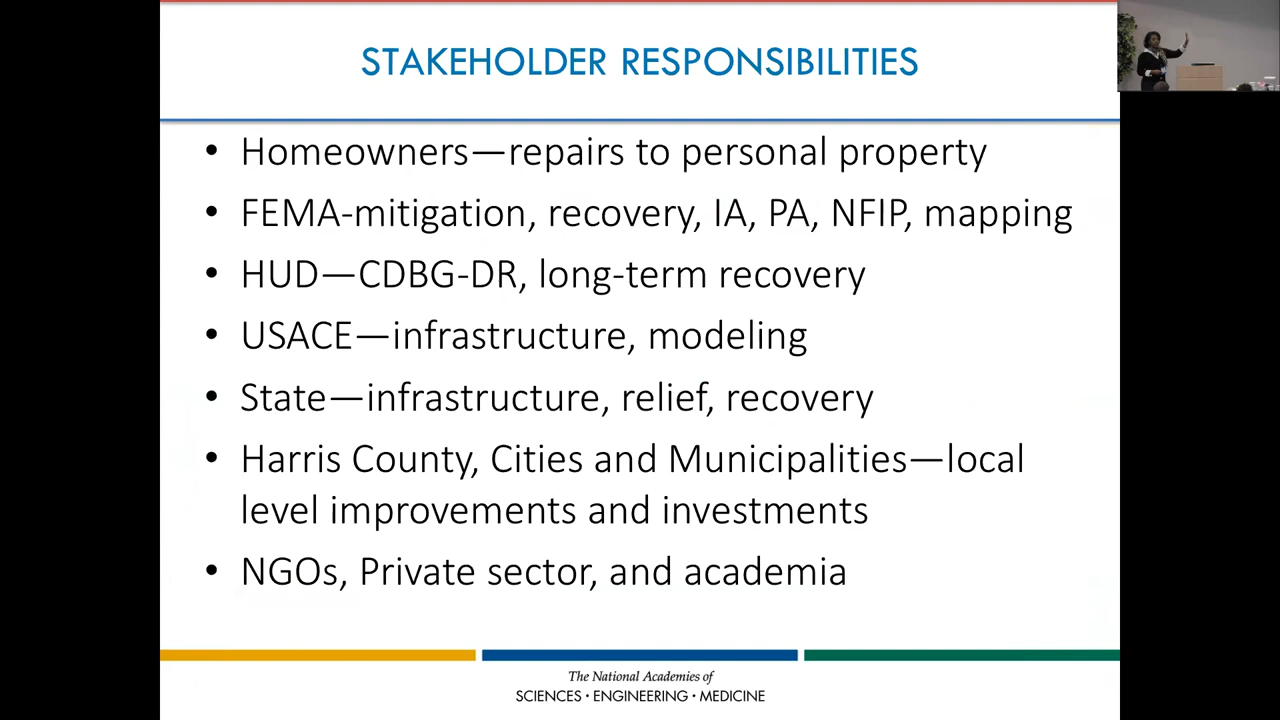 STAKEHOLDER RESPONSIBILITIES
• Homeowners—repairs to personal property
• FEMA-mitigation, recovery, IA, PA, NFIP, mapping
• HUD—CDBG-DR, long-term recovery
• USACE—infrastructure, modeling
• State—infrastructure, relief, recovery
• Harris County, Cities and Municipalities—local
level improvements and investments
• NGOs, Private sector, and academia
The National Academies of
SCIENCES • ENGINEERING • MEDICINE